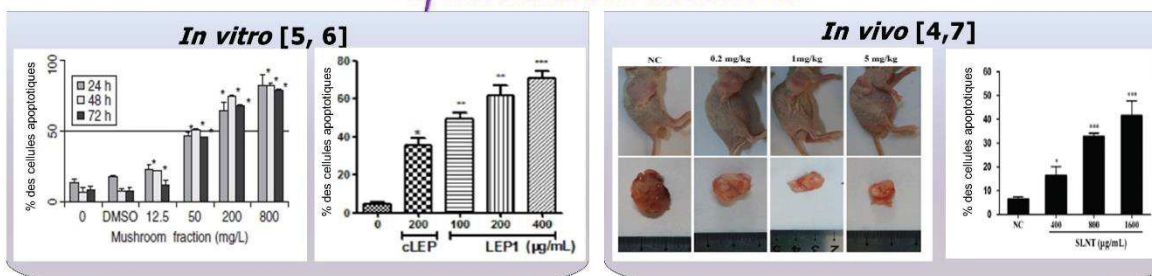 In vitro [5, 6]
% des cellules apoptotiques
100
50
0
24 h
48 h
72 h
* * *
* * *
* * *
* * *
0 DMSO 12.5 50 200 800
Mushroom fraction (mg/L)
% des cellules apoptotiques
80
60
40
20
0
*
**
**
***
0 200 100 200 400
cLEP LEP1 (µg/mL)
In vivo [4,7]
NC 0.2 mg/kg 1mg/kg 5 mg/kg
% des cellules apoptotiques
60
50
40
30
20
10
0
*
***
***
NC 400 800 1600
SLNT (µg/mL)